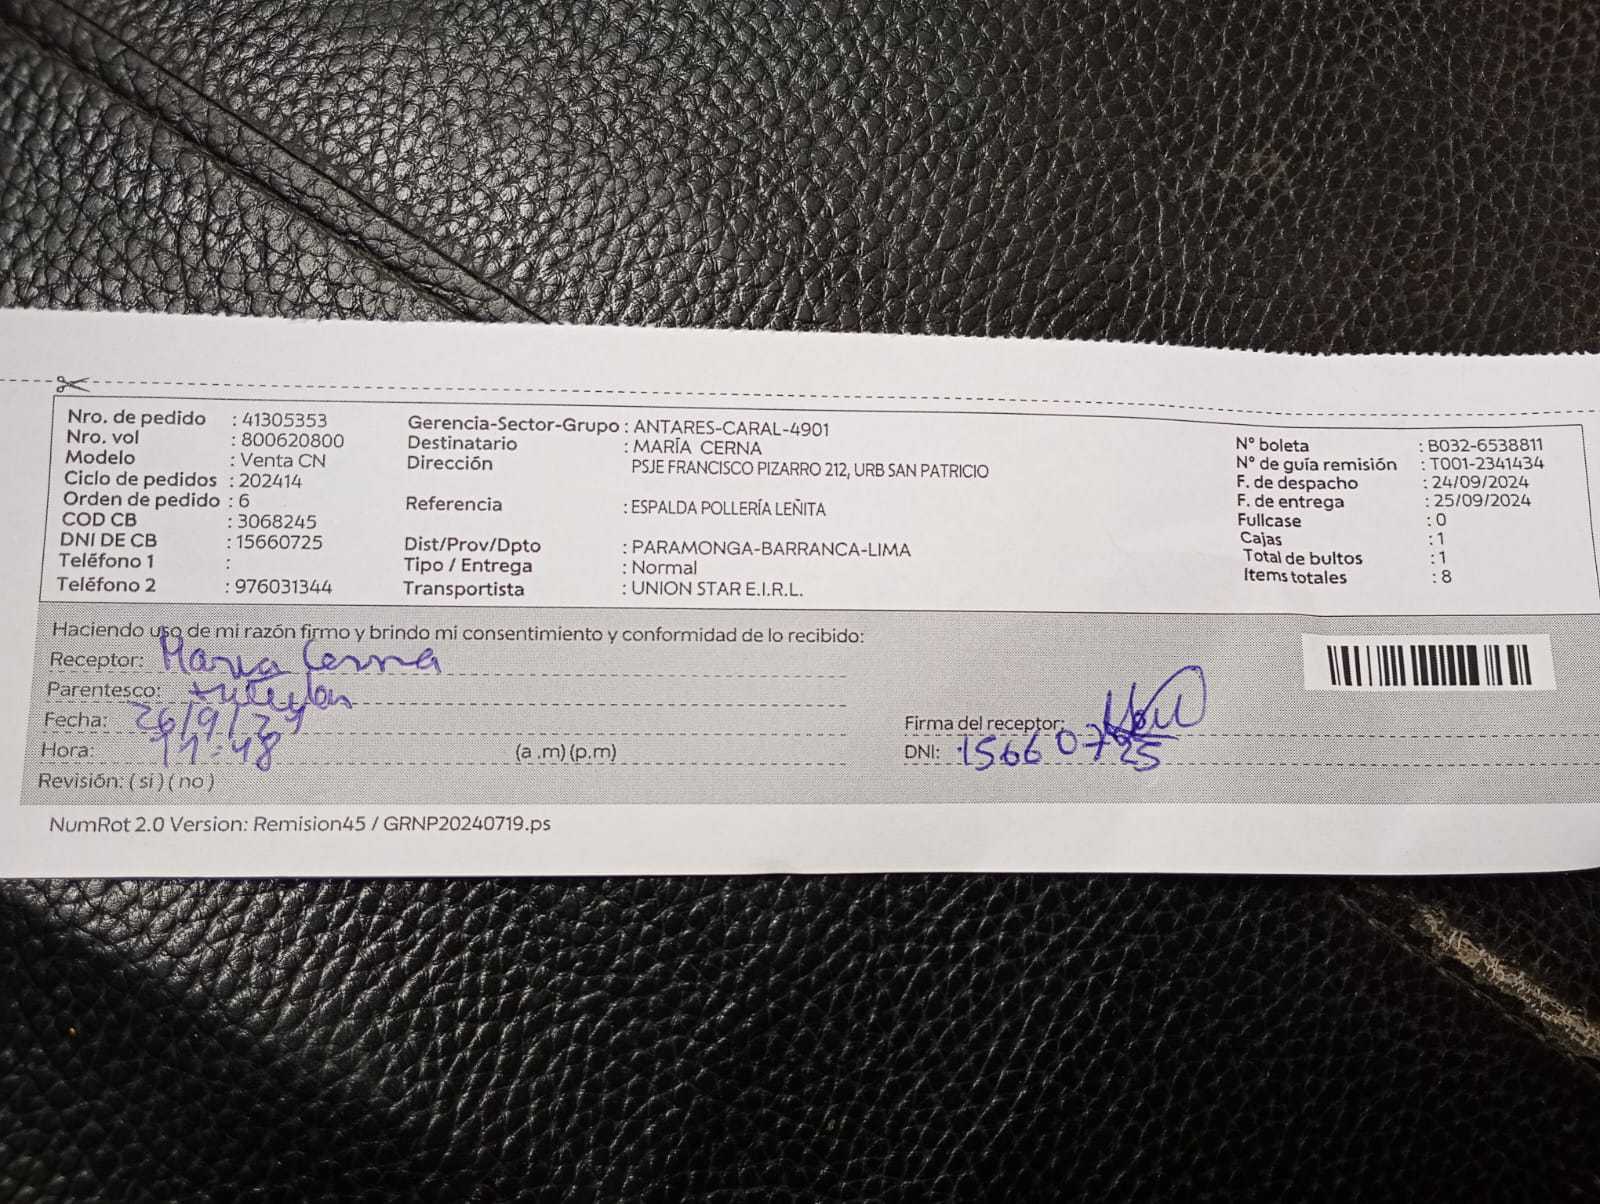 Nro. de pedido : 41305353
Nro. vol : 800620800
Modelo : Venta CN
Ciclo de pedidos : 202414
Orden de pedido : 6
COD CB : 3068245
DNI DE CB : 15660725
Teléfono 1 :
Teléfono 2 : 976031344
Gerencia-Sector-Grupo : ANTARES-CARAL-4901
Destinatario : MARÍA CERNA
Dirección PSJE FRANCISCO PIZARRO 212, URB SAN PATRICIO
Referencia : ESPALDA POLLERÍA LEÑITA
Dist/Prov/Dpto : PARAMONGA-BARRANCA-LIMA
Tipo / Entrega : Normal
Transportista : UNION STAR E.I.R.L.
N° boleta : B032-6538811
N° de guía remisión : T001-2341434
F. de despacho : 24/09/2024
F. de entrega : 25/09/2024
Fullcase : 0
Cajas : 1
Total de bultos : 1
Items totales : 8
Haciendo uso de mi razón firmo y brindo mi consentimiento y conformidad de lo recibido:
Receptor: Maria Cerna
Parentesco:
Fecha: 26/9/24
Hora: 11:48 (a .m) (p.m)
Revisión: ( si ) ( no )
Firma del receptor:
DNI: 15660725
NumRot 2.0 Version: Remision45 / GRNP20240719.ps